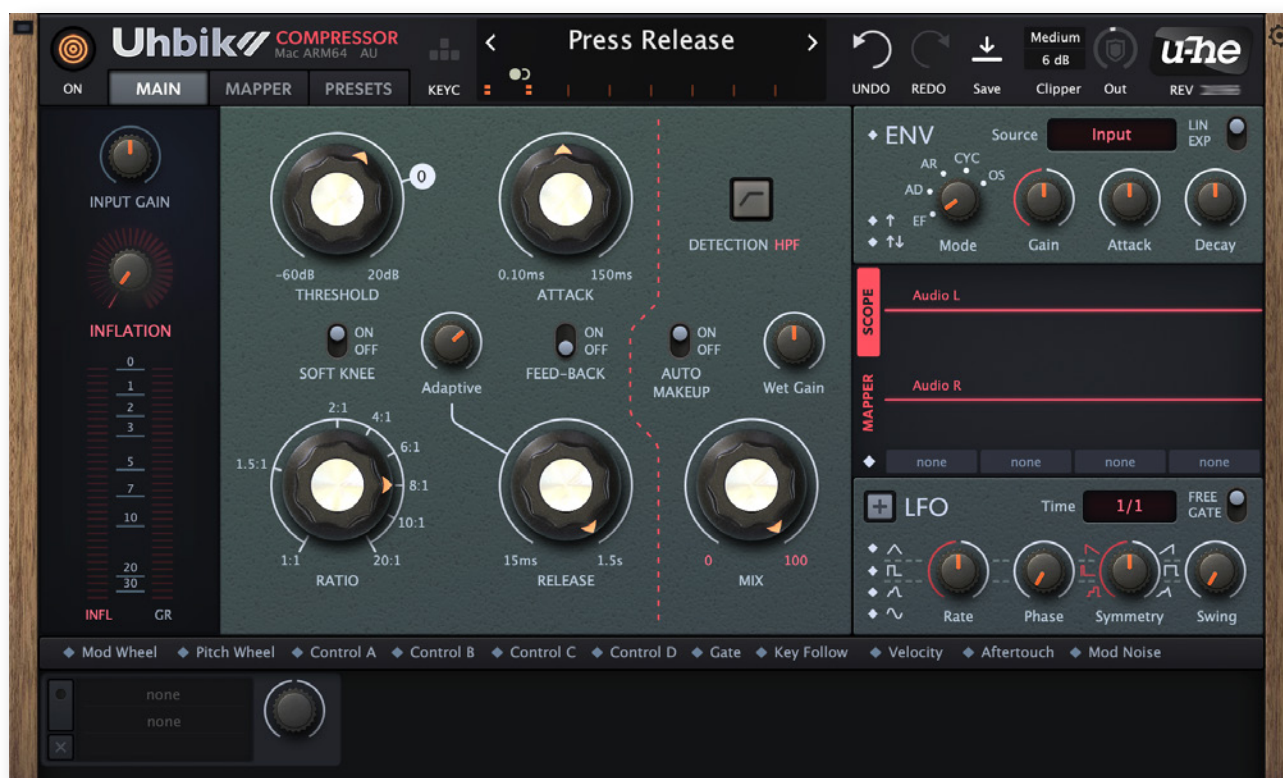 Uhbik COMPRESSOR
Mac ARM64 AU
ON
MAIN
MAPPER
PRESETS
KEYC
Press Release
UNDO
REDO
Save
Medium
6 dB
Clipper
Out
u-he
REV
INPUT GAIN
INFLATION
0
1
2
3
5
7
10
20
30
INFL
GR
0
-60dB
20dB
THRESHOLD
0.10ms
150ms
ATTACK
DETECTION HPF
ON
OFF
SOFT KNEE
Adaptive
ON
OFF
FEED-BACK
ON
OFF
AUTO
MAKEUP
Wet Gain
1:1
1.5:1
2:1
4:1
6:1
8:1
10:1
20:1
RATIO
15ms
1.5s
RELEASE
0
100
MIX
ENV
Source
Input
LIN
EXP
EF
AD
AR
CYC
OS
Mode
Gain
Attack
Decay
SCOPE
MAPPER
Audio L
Audio R
none
none
none
none
LFO
Time
1/1
FREE
GATE
Rate
Phase
Symmetry
Swing
Mod Wheel
Pitch Wheel
Control A
Control B
Control C
Control D
Gate
Key Follow
Velocity
Aftertouch
Mod Noise
none
none